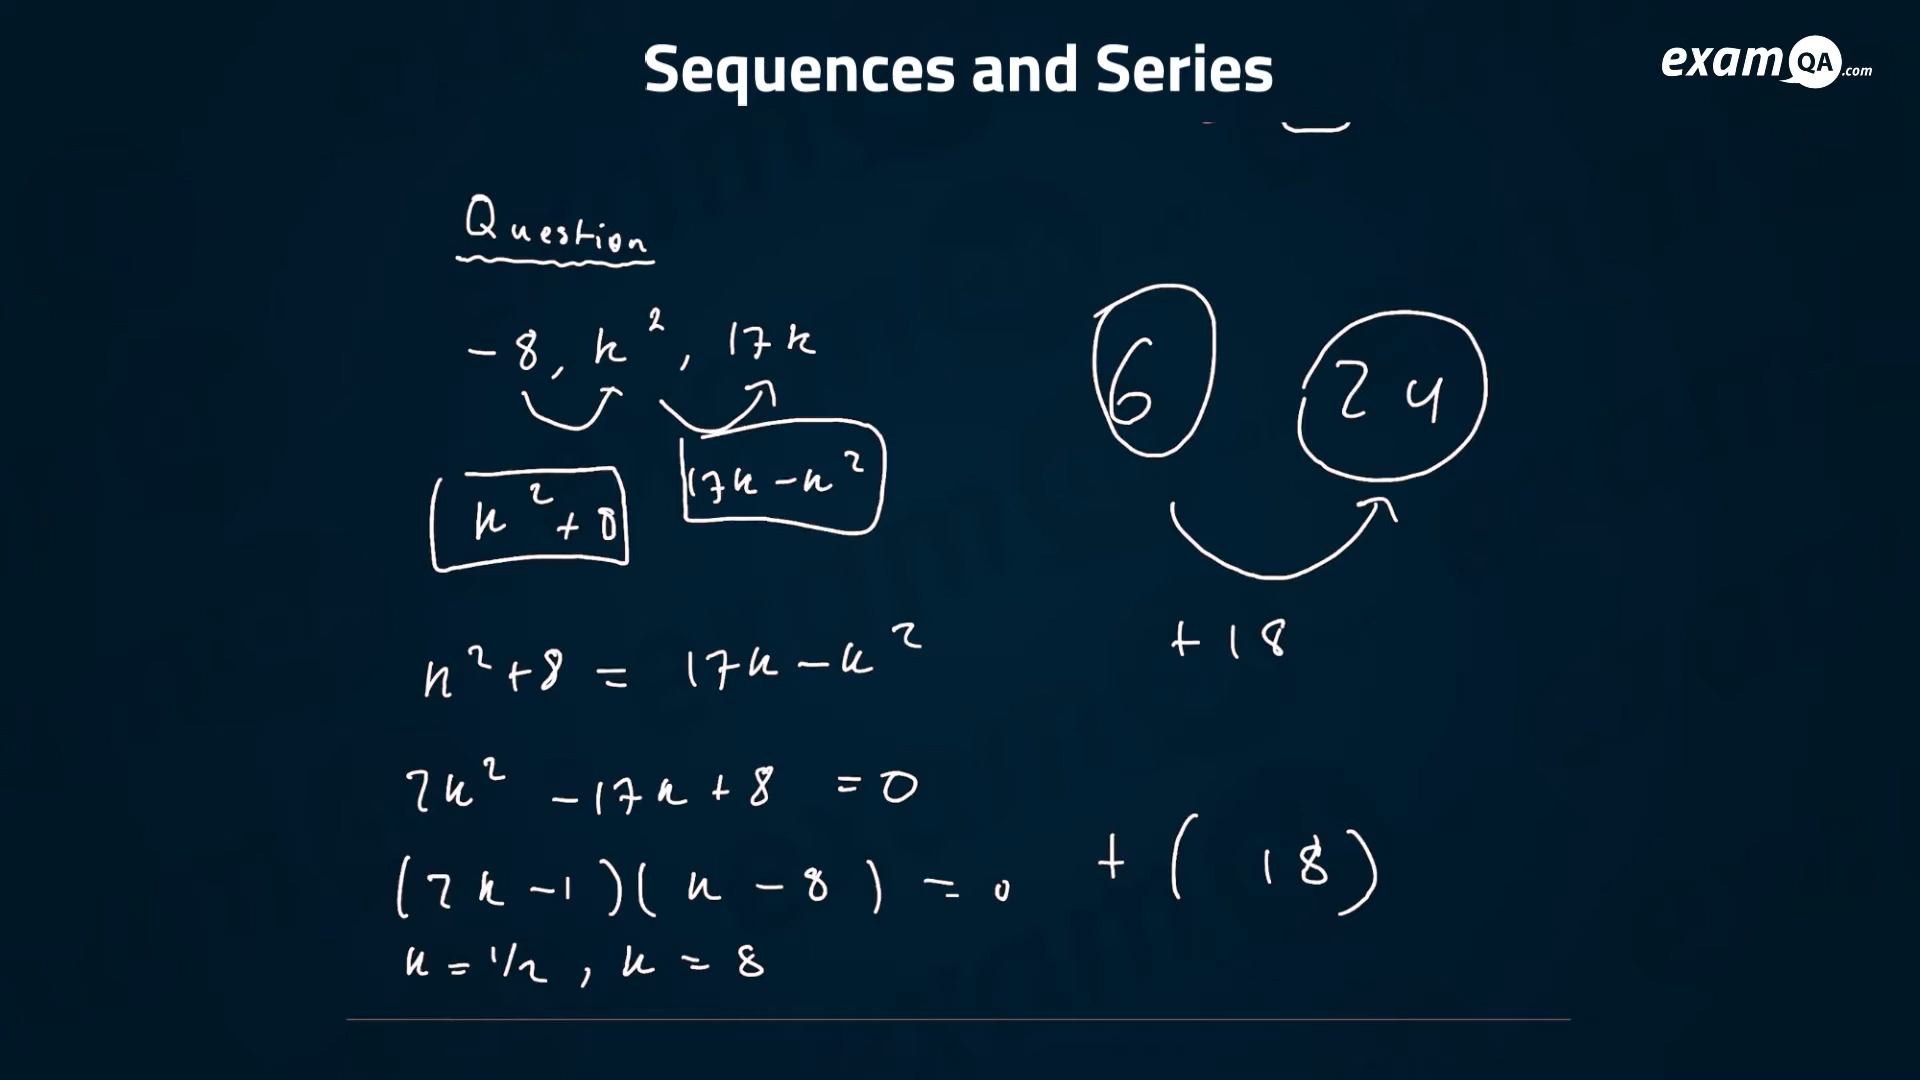 Sequences and Series
examQA.com
Question
-8, k², 17k
k²+8
17k-k²
k²+8 = 17k-k²
2k² -17k+8 =0
(2k-1)(k-8) = 0
k=1/2, k=8
6 24
+18
+( 18)